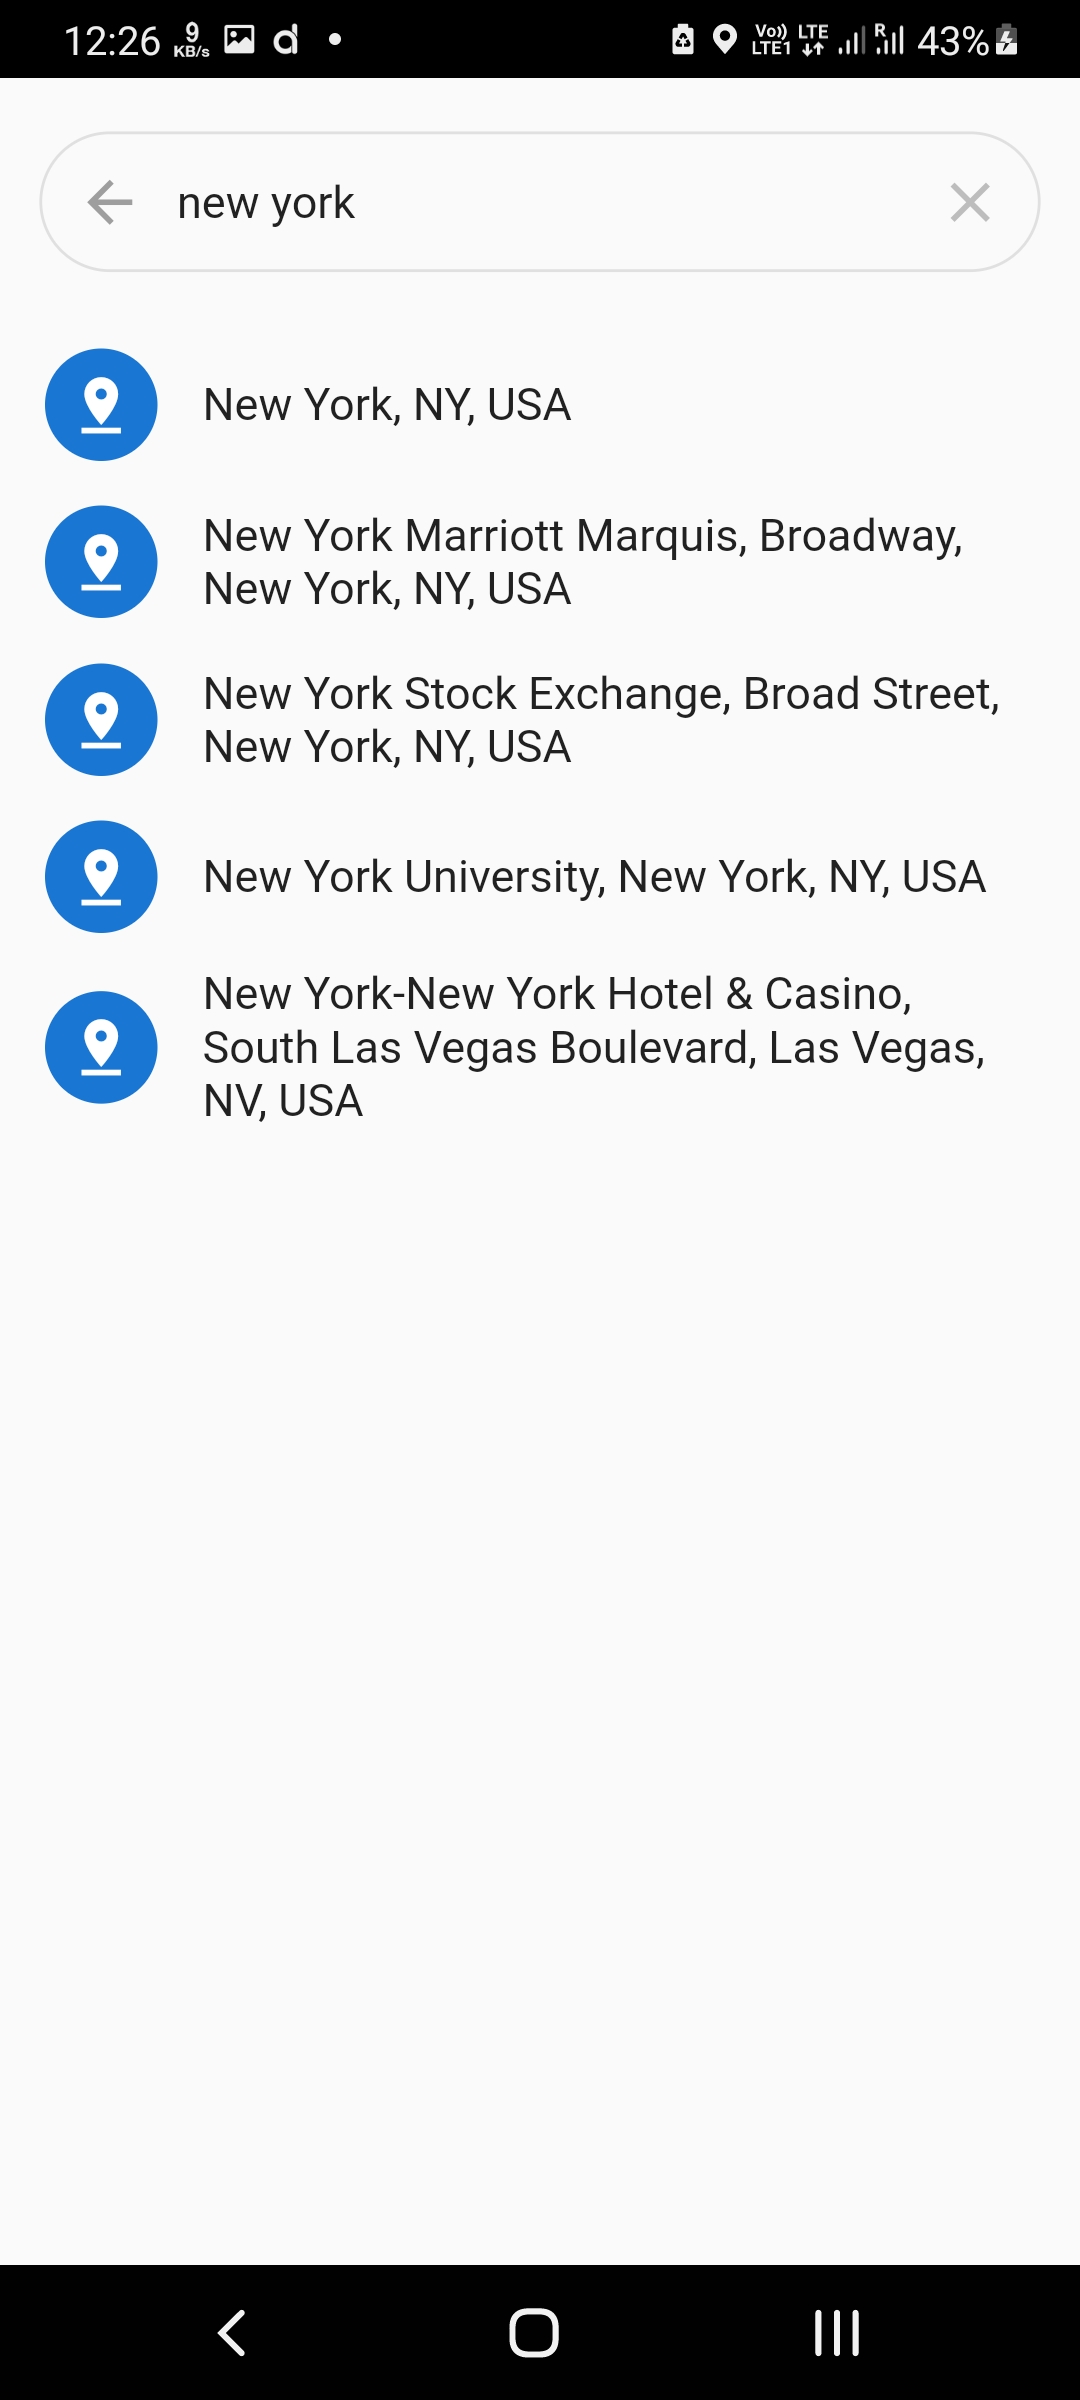 12:26 9 KB/s Vo)) LTE1 LTE R 43%
new york
New York, NY, USA
New York Marriott Marquis, Broadway,
New York, NY, USA
New York Stock Exchange, Broad Street,
New York, NY, USA
New York University, New York, NY, USA
New York-New York Hotel & Casino,
South Las Vegas Boulevard, Las Vegas,
NV, USA